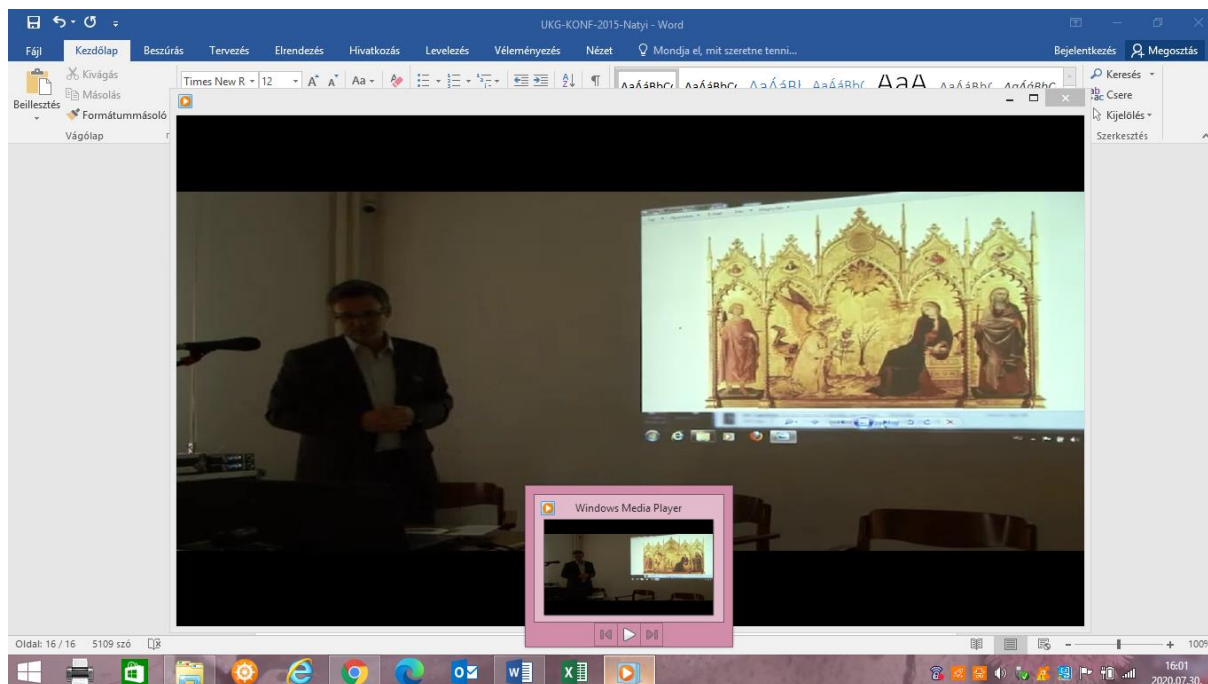 UKG-KONF-2015-Natyi - Word
Fájl Kezdőlap Beszúrás Tervezés Elrendezés Hivatkozás Levelezés Véleményezés Nézet Mondja el, mit szeretne tenni... Bejelentkezés Megosztás
Beillesztés
Kivágás
Másolás
Formátummásoló
Vágólap
Times New R 12
Keresés
Csere
Kijelölés
Szerkesztés
Windows Media Player
Oldal: 16 / 16 5109 szó
100%
16:01
2020.07.30.